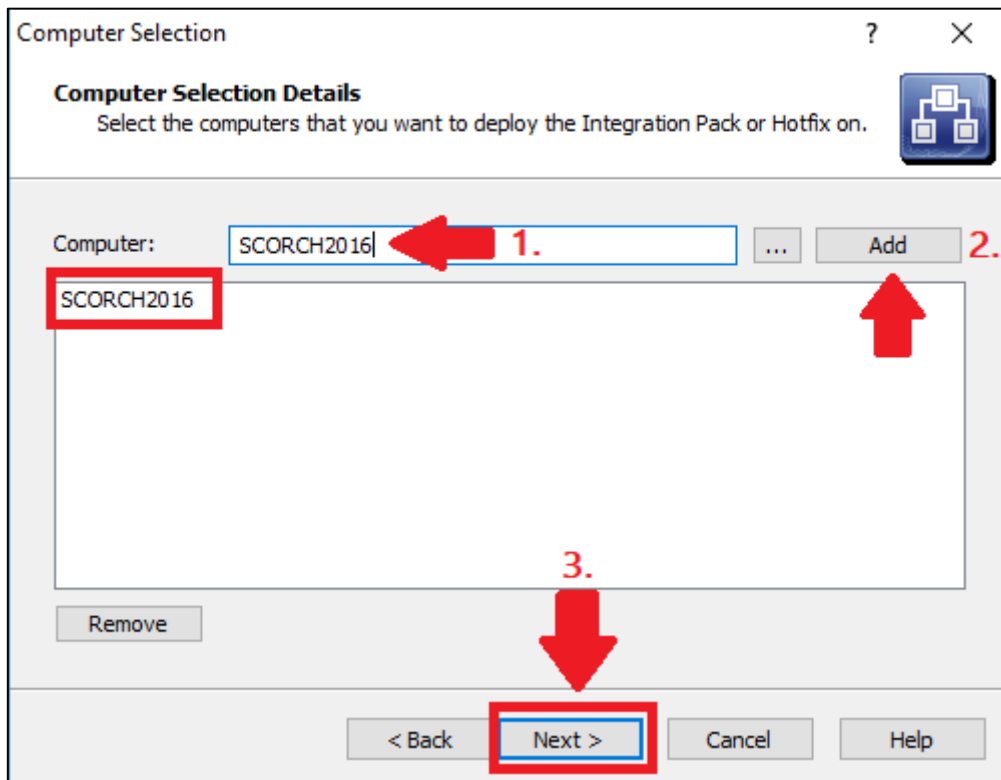 Computer Selection ?
Computer Selection Details
Select the computers that you want to deploy the Integration Pack or Hotfix on.
Computer: SCORCH2016 1. ... Add 2.
SCORCH2016
3.
Remove
< Back Next > Cancel Help